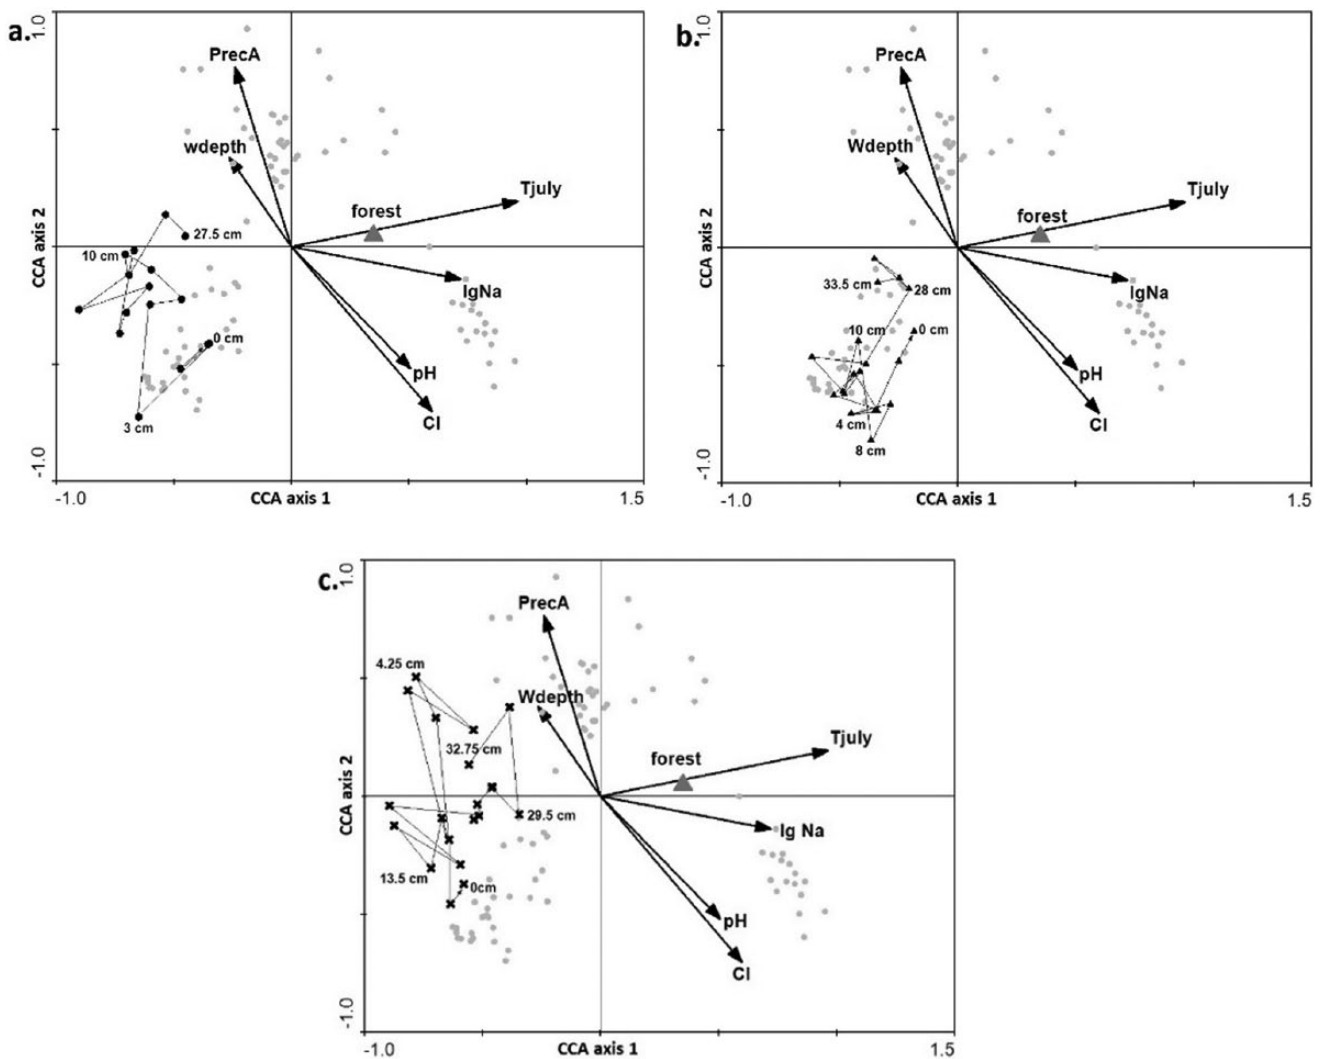 a.
1.0
PrecA
wdepth
Tjuly
forest
27.5 cm
10 cm
CCA axis 2
lgNa
0 cm
pH
Cl
3 cm
-1.0
-1.0
CCA axis 1
1.5
b.
1.0
PrecA
Wdepth
Tjuly
forest
CCA axis 2
33.5 cm
28 cm
lgNa
10 cm
0 cm
pH
4 cm
Cl
8 cm
-1.0
-1.0
CCA axis 1
1.5
c.
1.0
PrecA
4.25 cm
Wdepth
32.75 cm
Tjuly
forest
CCA axis 2
29.5 cm
lg Na
13.5 cm
0cm
pH
Cl
-1.0
-1.0
CCA axis 1
1.5